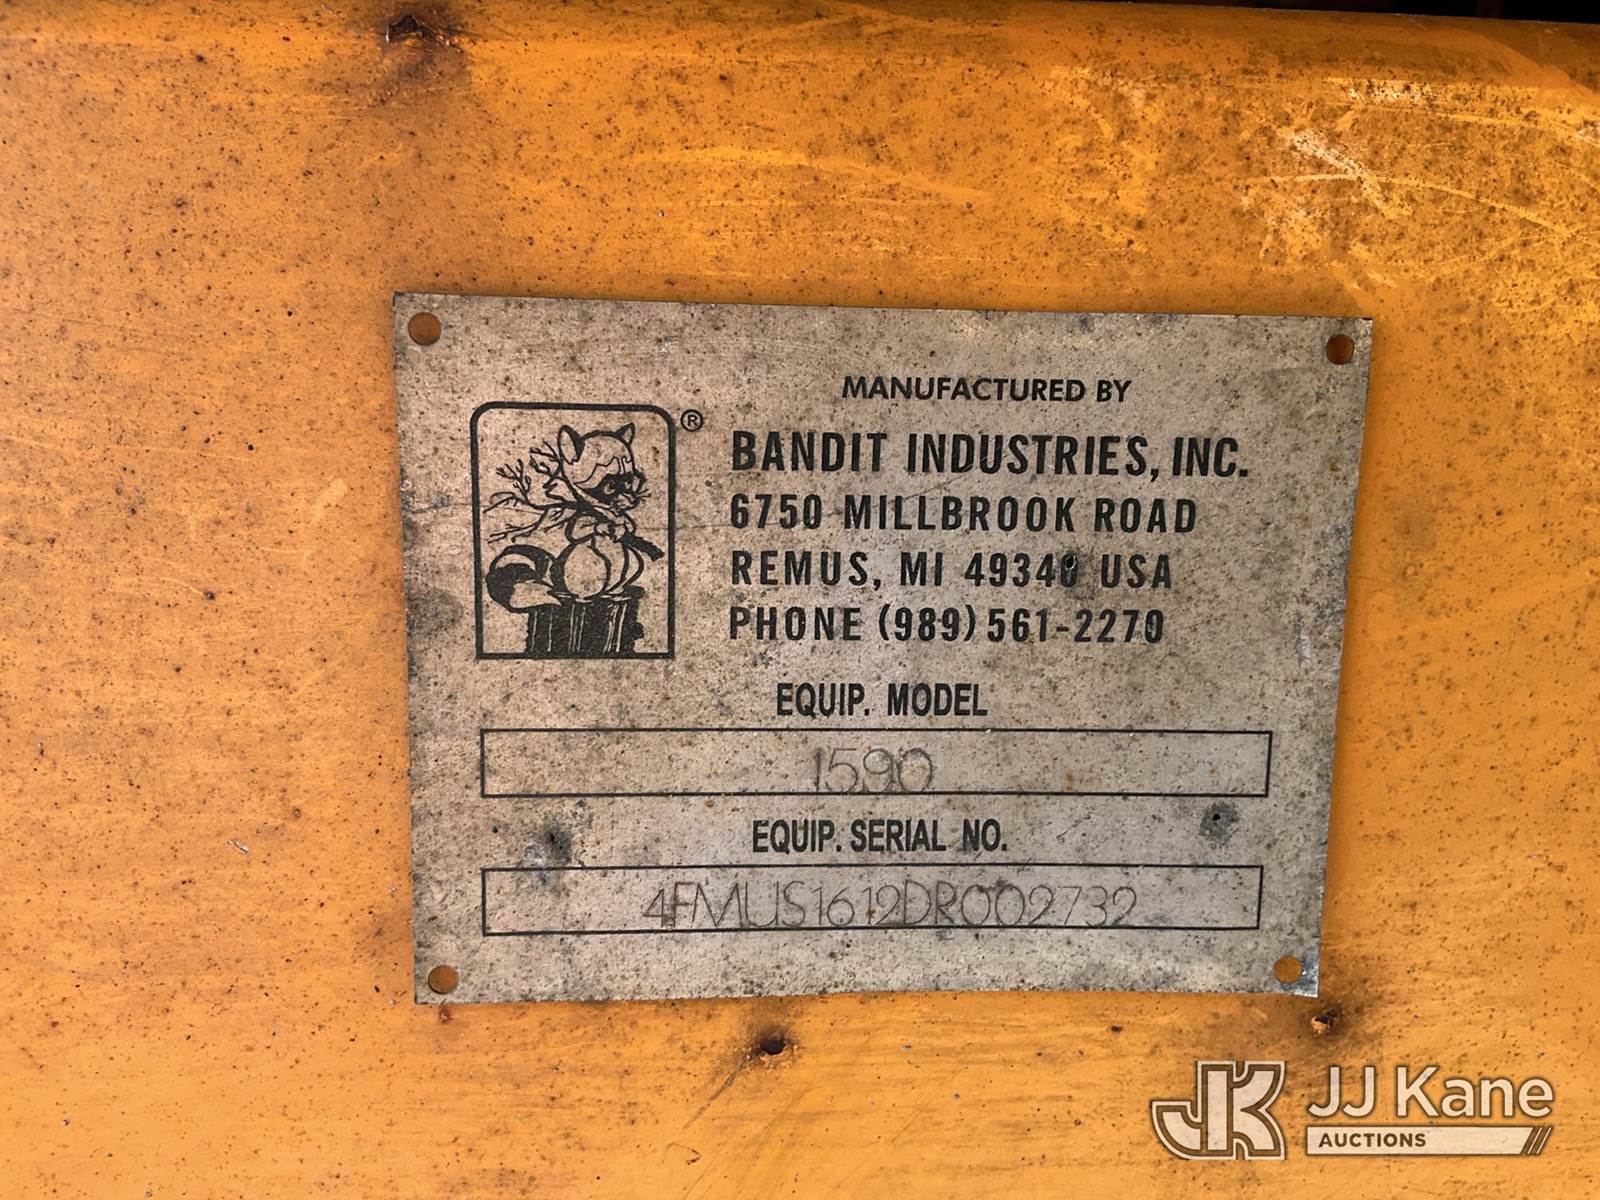 MANUFACTURED BY
®
BANDIT INDUSTRIES, INC.
6750 MILLBROOK ROAD
REMUS, MI 49340 USA
PHONE (989) 561-2270
EQUIP. MODEL
1590
EQUIP. SERIAL NO.
4FMUS1612DR002732
JK JJ Kane
AUCTIONS